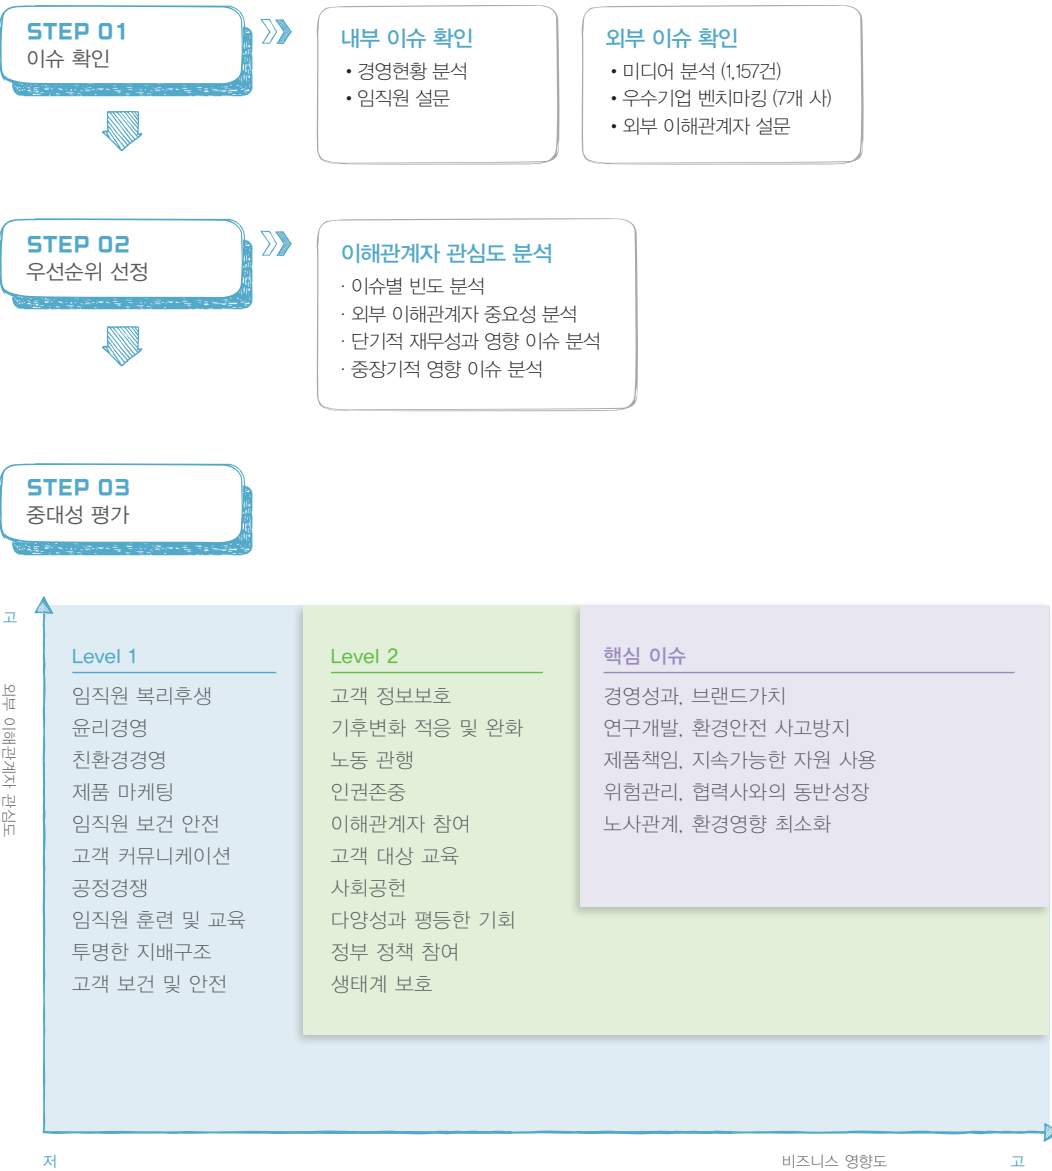 STEP 01
이슈 확인
내부 이슈 확인
• 경영현황 분석
• 임직원 설문
외부 이슈 확인
• 미디어 분석 (1,157건)
• 우수기업 벤치마킹 (7개 사)
• 외부 이해관계자 설문
STEP 02
우선순위 선정
이해관계자 관심도 분석
· 이슈별 빈도 분석
· 외부 이해관계자 중요성 분석
· 단기적 재무성과 영향 이슈 분석
· 중장기적 영향 이슈 분석
STEP 03
중대성 평가
고
외부 이해관계자 관심도
Level 1
임직원 복리후생
윤리경영
친환경경영
제품 마케팅
임직원 보건 안전
고객 커뮤니케이션
공정경쟁
임직원 훈련 및 교육
투명한 지배구조
고객 보건 및 안전
Level 2
고객 정보보호
기후변화 적응 및 완화
노동 관행
인권존중
이해관계자 참여
고객 대상 교육
사회공헌
다양성과 평등한 기회
정부 정책 참여
생태계 보호
핵심 이슈
경영성과, 브랜드가치
연구개발, 환경안전 사고방지
제품책임, 지속가능한 자원 사용
위험관리, 협력사와의 동반성장
노사관계, 환경영향 최소화
저
비즈니스 영향도
고